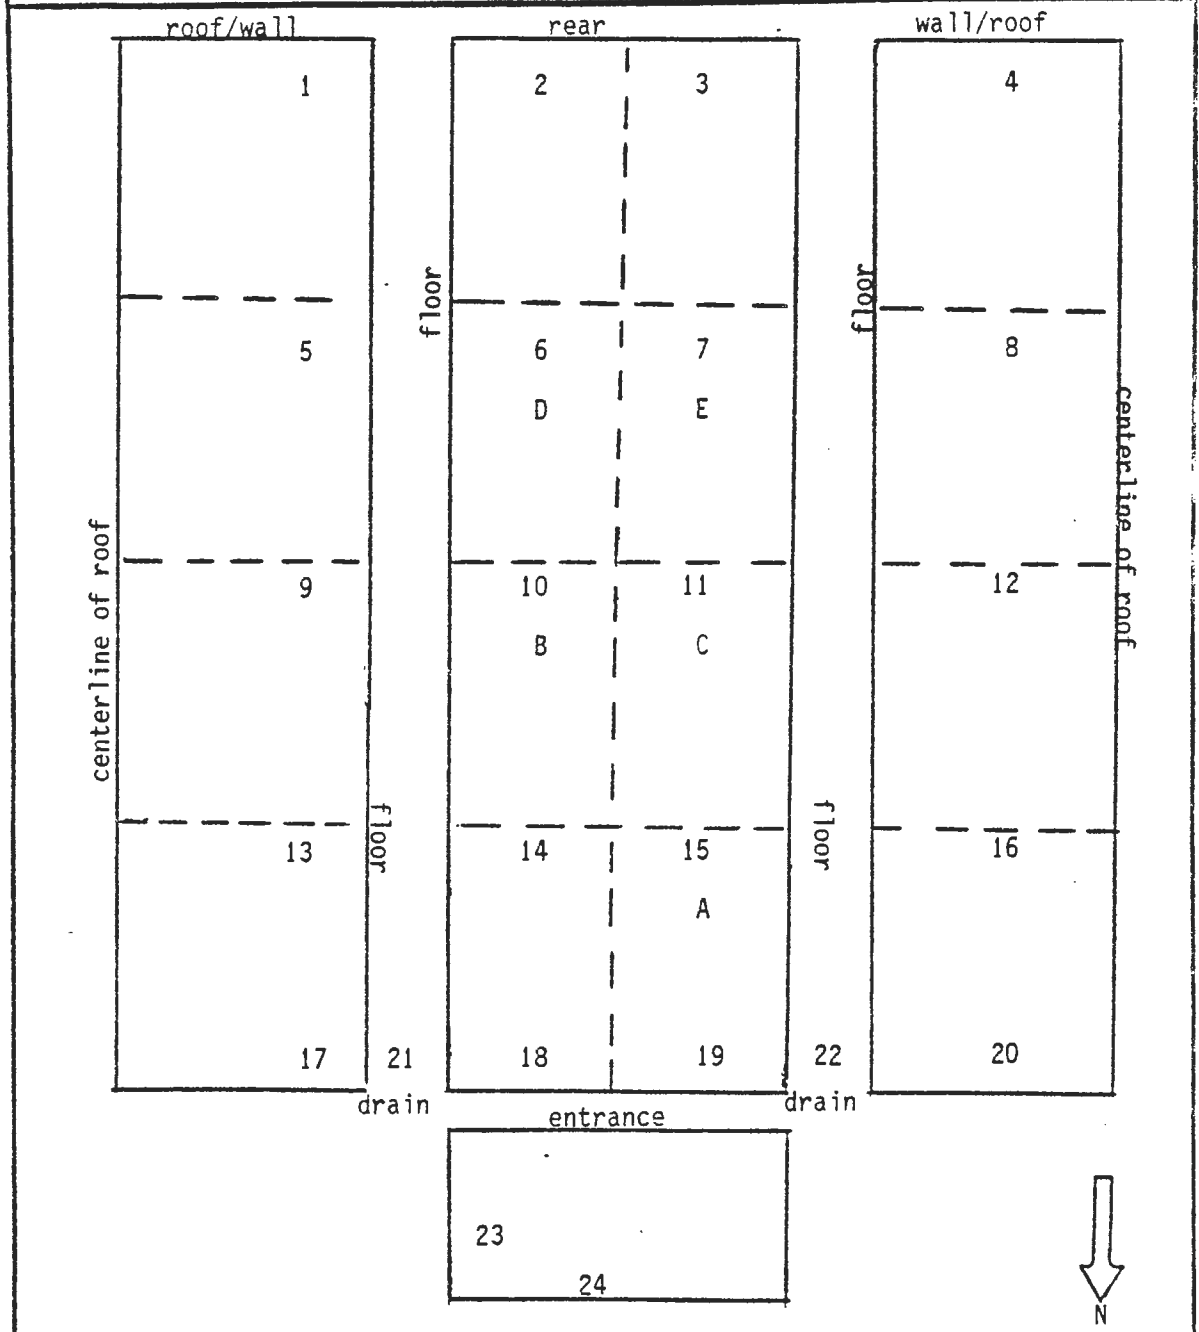 roof/wall rear wall/roof
1 2 3 4
floor floor
5 6 7 8
D E
centerline of roof centerline of roof
9 10 11 12
B C
floor floor
13 14 15 16
A
17 21 18 19 22 20
drain entrance drain
23
24
N